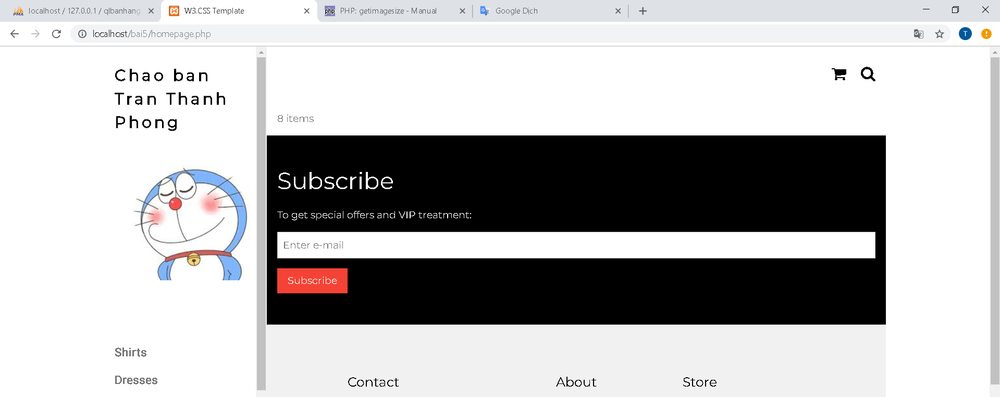 localhost / 127.0.0.1 / qlbanhang
W3.CSS Template
PHP: getimagesize - Manual
Google Dịch
localhost/bai5/homepage.php
T
Chao ban
Tran Thanh
Phong
8 items
Subscribe
To get special offers and VIP treatment:
Enter e-mail
Subscribe
Shirts
Dresses
Contact
About
Store